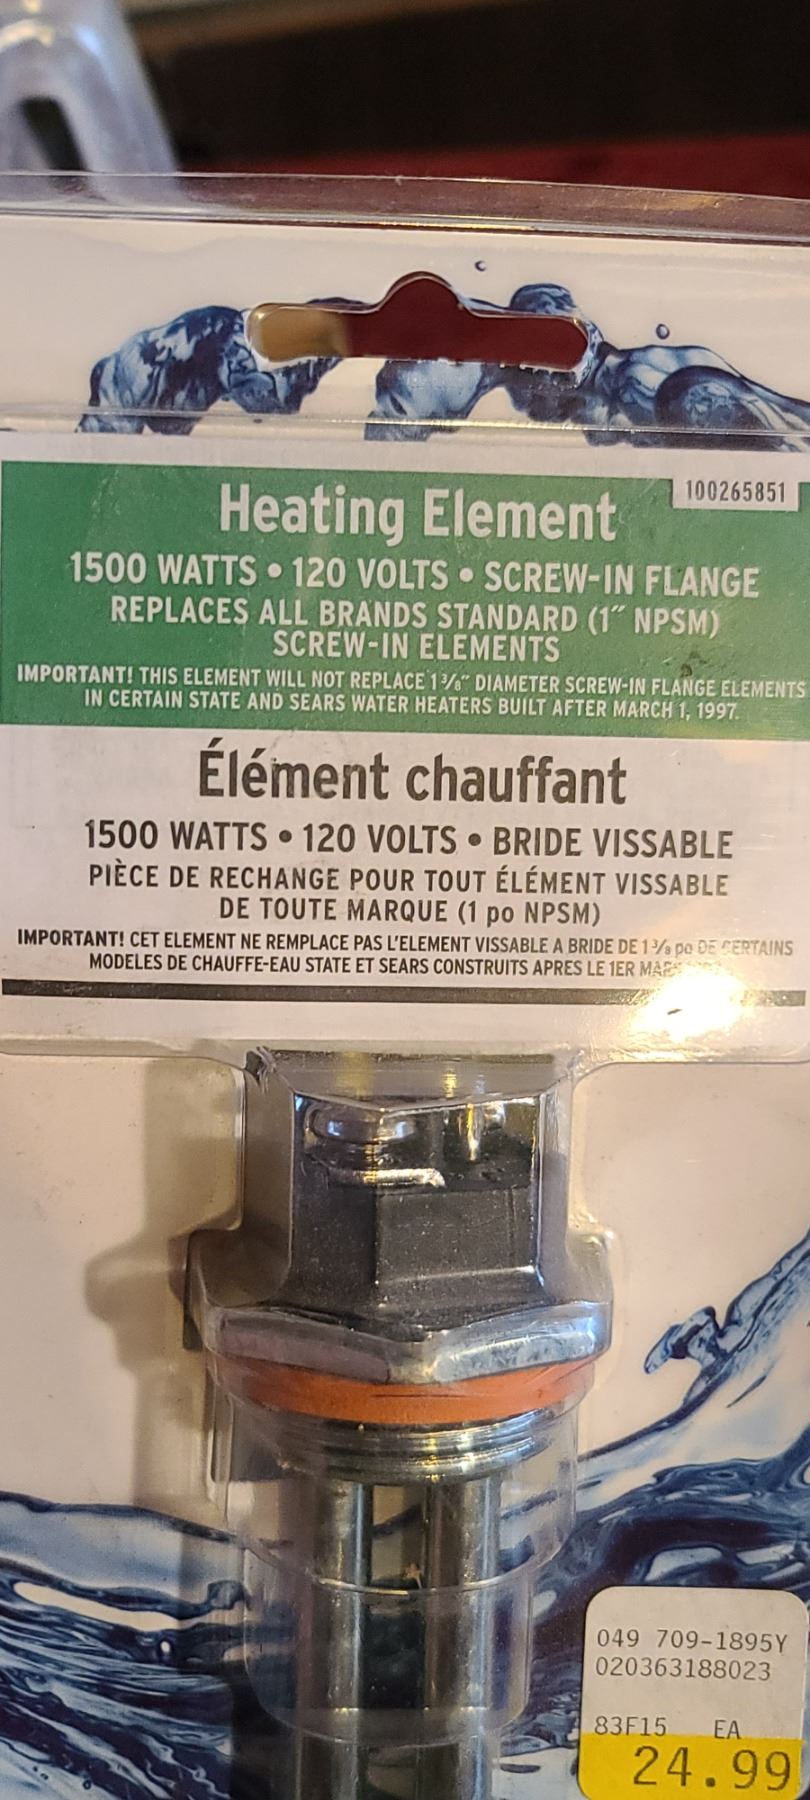 100265851
Heating Element
1500 WATTS • 120 VOLTS • SCREW-IN FLANGE
REPLACES ALL BRANDS STANDARD (1″ NPSM)
SCREW-IN ELEMENTS
IMPORTANT! THIS ELEMENT WILL NOT REPLACE 1 3/8″ DIAMETER SCREW-IN FLANGE ELEMENTS
IN CERTAIN STATE AND SEARS WATER HEATERS BUILT AFTER MARCH 1, 1997.
Élément chauffant
1500 WATTS • 120 VOLTS • BRIDE VISSABLE
PIÈCE DE RECHANGE POUR TOUT ÉLÉMENT VISSABLE
DE TOUTE MARQUE (1 po NPSM)
IMPORTANT! CET ELEMENT NE REMPLACE PAS L'ELEMENT VISSABLE A BRIDE DE 1 3/8 po DE CERTAINS
MODELES DE CHAUFFE-EAU STATE ET SEARS CONSTRUITS APRES LE 1ER
049 709-1895Y
020363188023
83F15 EA
24.99